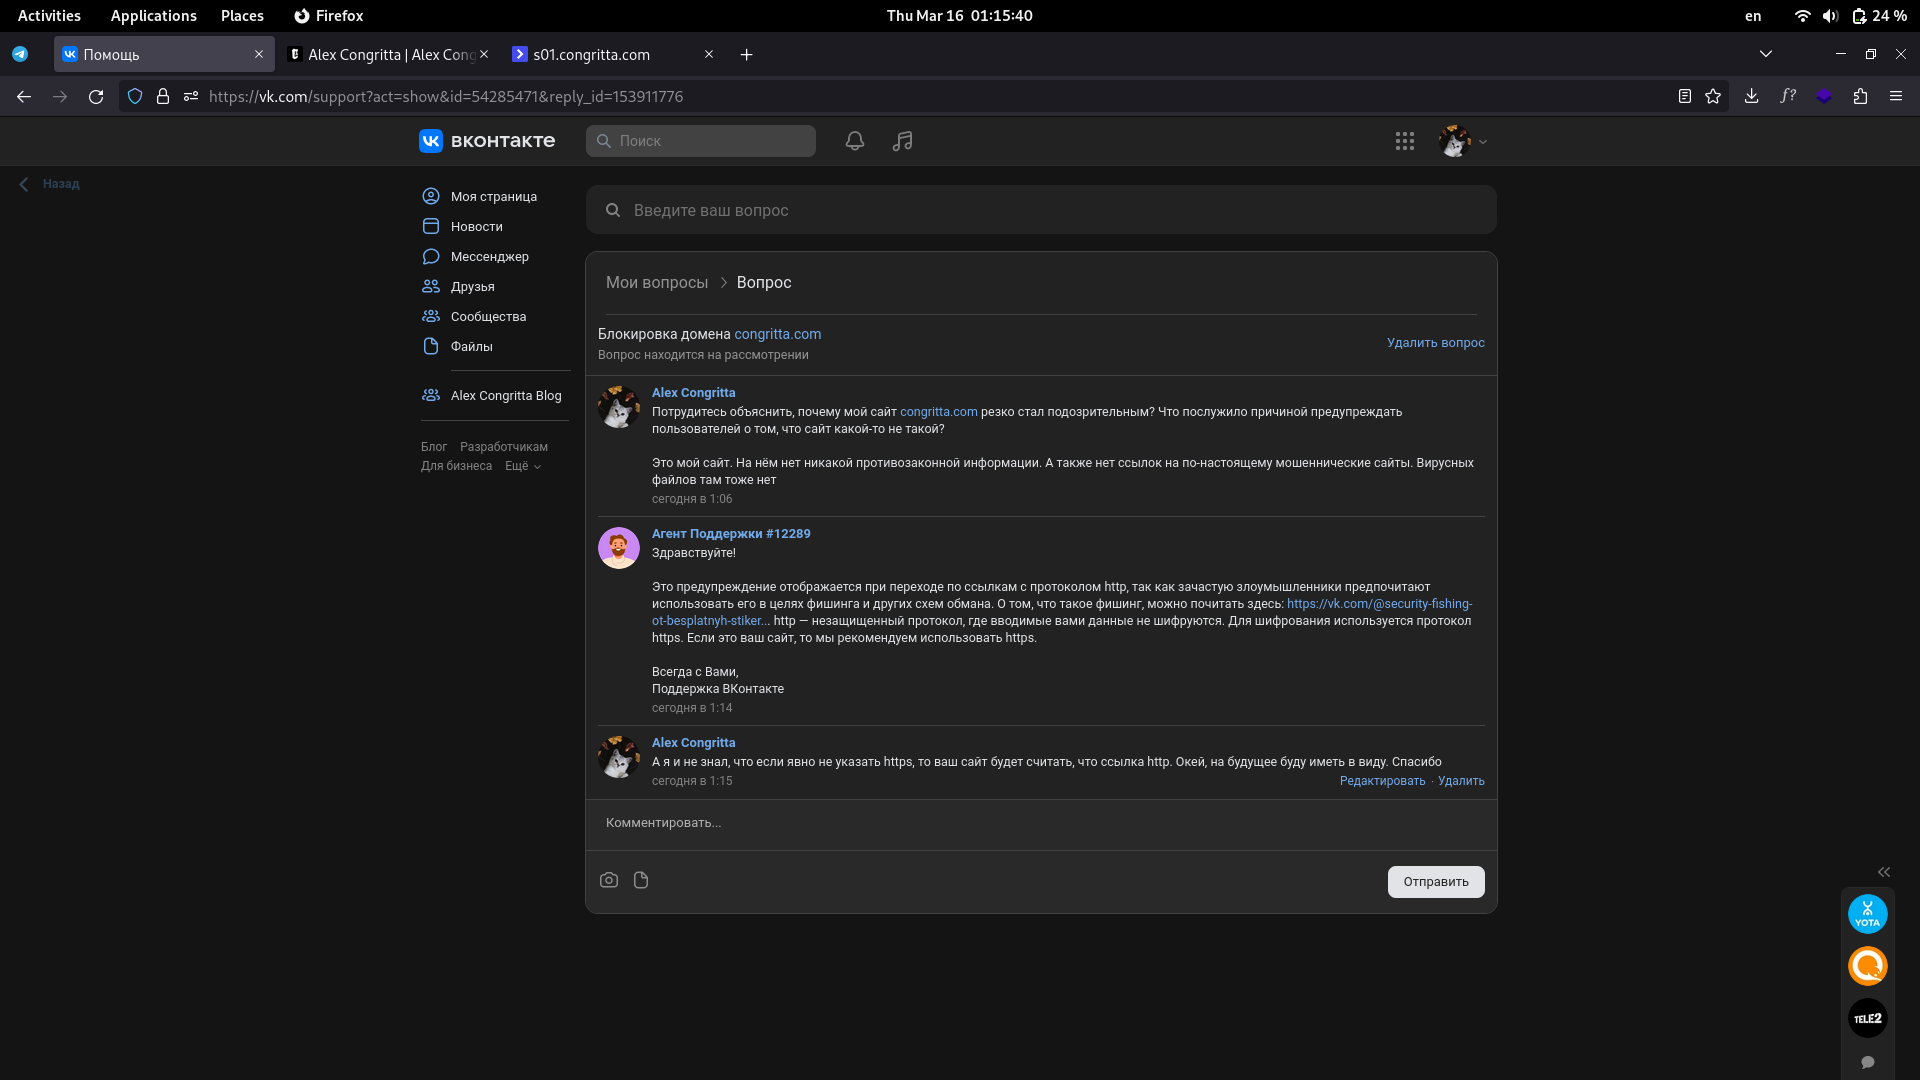 Activities Applications Places Firefox Thu Mar 16 01:15:40 en 24 %
Помощь Alex Congritta | Alex Cong s01.congritta.com
https://vk.com/support?act=show&id=54285471&reply_id=153911776
вконтакте Поиск
Назад
Моя страница
Новости
Мессенджер
Друзья
Сообщества
Файлы
Alex Congritta Blog
Блог Разработчикам
Для бизнеса Ещё
Введите ваш вопрос
Мои вопросы Вопрос
Блокировка домена congritta.com
Вопрос находится на рассмотрении
Удалить вопрос
Alex Congritta
Потрудитесь объяснить, почему мой сайт congritta.com резко стал подозрительным? Что послужило причиной предупреждать
пользователей о том, что сайт какой-то не такой?
Это мой сайт. На нём нет никакой противозаконной информации. А также нет ссылок на по-настоящему мошеннические сайты. Вирусных
файлов там тоже нет
сегодня в 1:06
Агент Поддержки #12289
Здравствуйте!
Это предупреждение отображается при переходе по ссылкам с протоколом http, так как зачастую злоумышленники предпочитают
использовать его в целях фишинга и других схем обмана. О том, что такое фишинг, можно почитать здесь: https://vk.com/@security-fishing-
ot-besplatnyh-stiker... http — незащищенный протокол, где вводимые вами данные не шифруются. Для шифрования используется протокол
https. Если это ваш сайт, то мы рекомендуем использовать https.
Всегда с Вами,
Поддержка ВКонтакте
сегодня в 1:14
Alex Congritta
А я и не знал, что если явно не указать https, то ваш сайт будет считать, что ссылка http. Окей, на будущее буду иметь в виду. Спасибо
сегодня в 1:15 Редактировать · Удалить
Комментировать...
Отправить
YOTA
TELE2